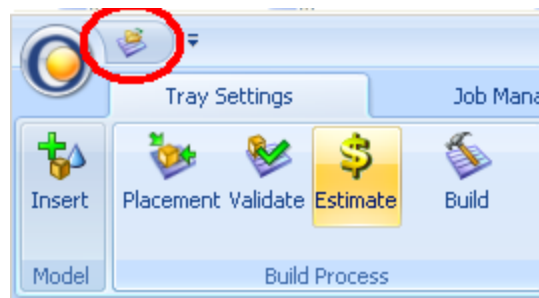 Tray Settings Job Mana
Insert Placement Validate Estimate Build
Model Build Process